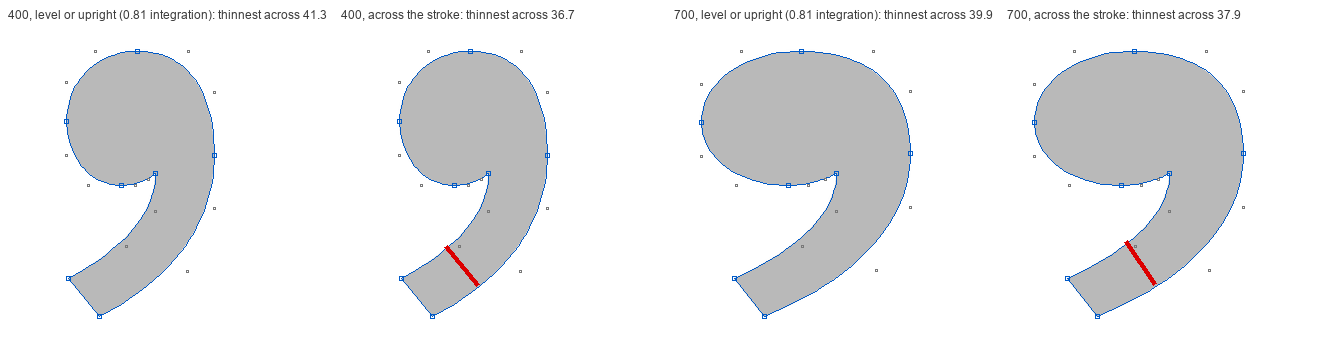 400, level or upright (0.81 integration): thinnest across 41.3
400, across the stroke: thinnest across 36.7
700, level or upright (0.81 integration): thinnest across 39.9
700, across the stroke: thinnest across 37.9